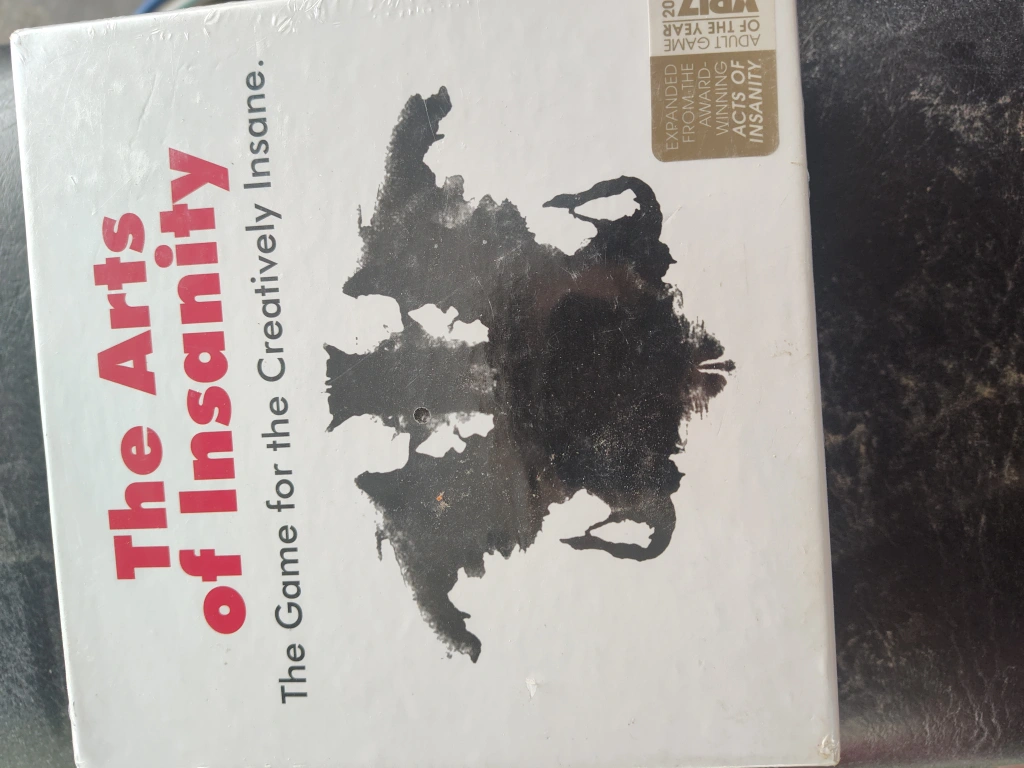 The Arts
of Insanity
The Game for the Creatively Insane.
ADULT GAME
OF THE YEAR
EXPANDED
FROM THE
AWARD-
WINNING
ACTS OF
INSANITY.